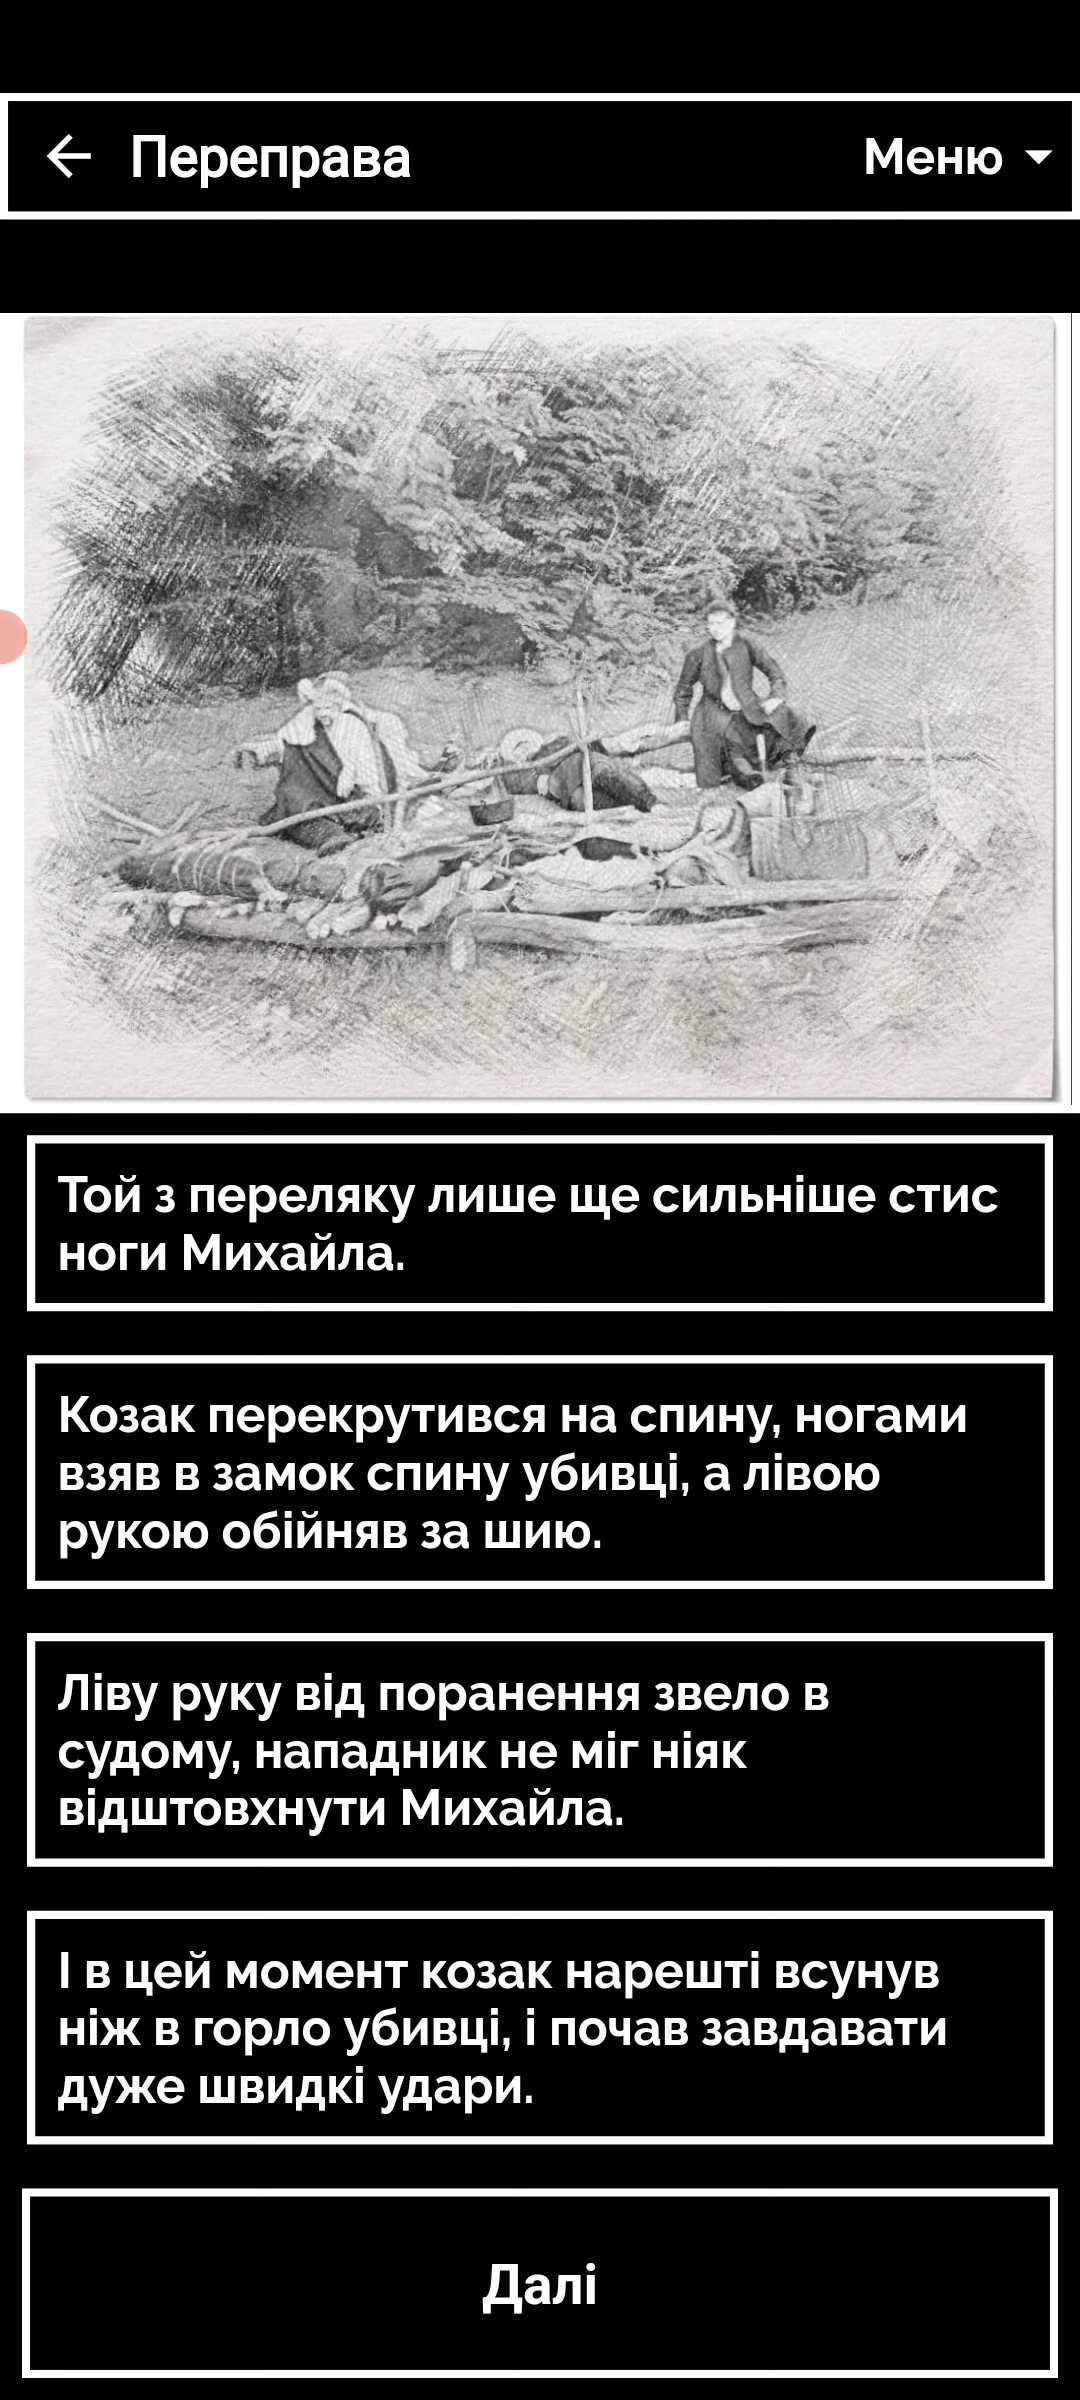 Переправа
Меню
Той з переляку лише ще сильніше стис
ноги Михайла.
Козак перекрутився на спину, ногами
взяв в замок спину убивці, а лівою
рукою обійняв за шию.
Ліву руку від поранення звело в
судому, нападник не міг ніяк
відштовхнути Михайла.
І в цей момент козак нарешті всунув
ніж в горло убивці, і почав завдавати
дуже швидкі удари.
Далі